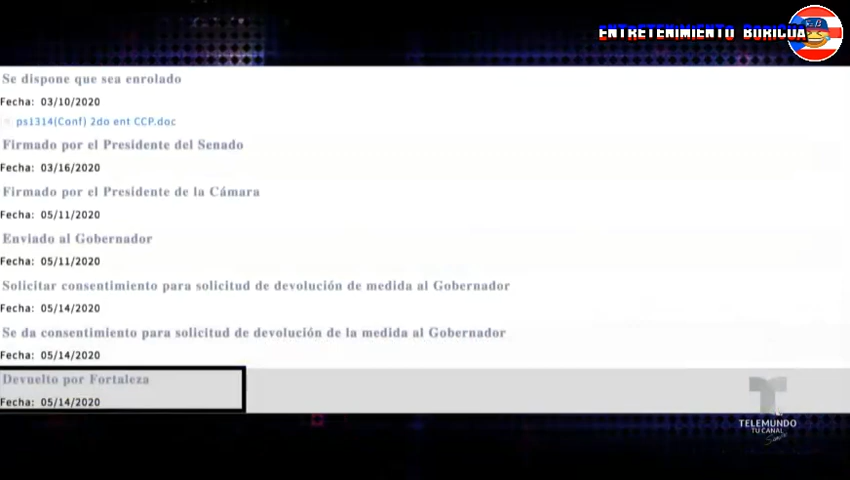 ENTRETENIMIENTO BORICUA
Se dispone que sea enrolado
Fecha: 03/10/2020
ps1314(Conf) 2do ent CCP.doc
Firmado por el Presidente del Senado
Fecha: 03/16/2020
Firmado por el Presidente de la Cámara
Fecha: 05/11/2020
Enviado al Gobernador
Fecha: 05/11/2020
Solicitar consentimiento para solicitud de devolución de medida al Gobernador
Fecha: 05/14/2020
Se da consentimiento para solicitud de devolución de la medida al Gobernador
Fecha: 05/14/2020
Devuelto por Fortaleza
Fecha: 05/14/2020
TELEMUNDO
TU CANAL